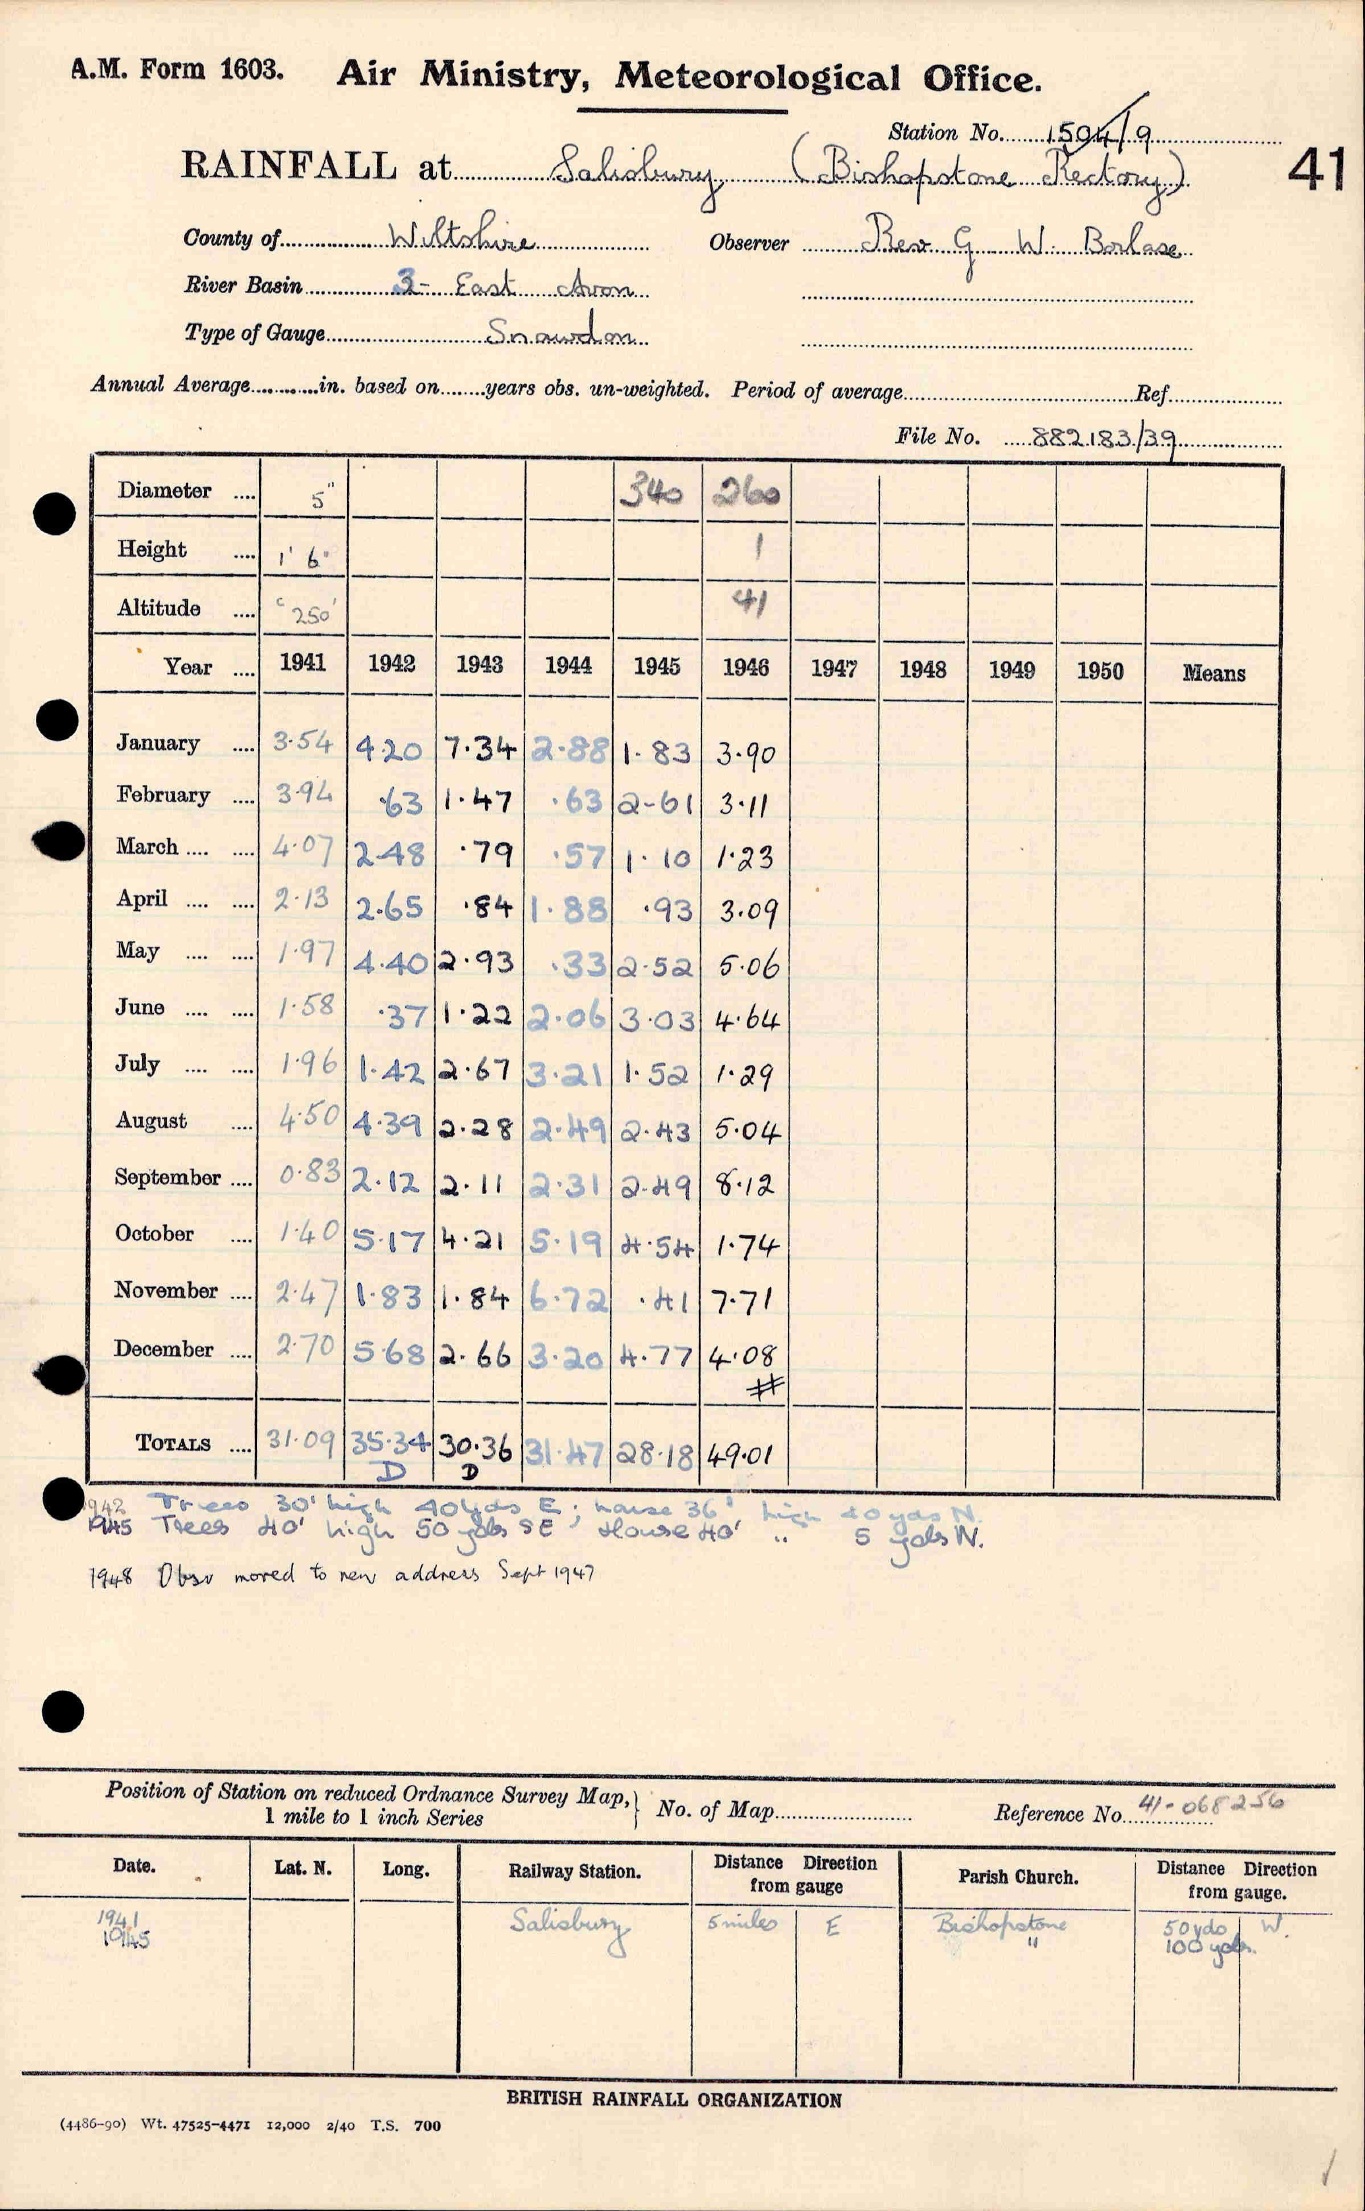 A.M. Form 1603. Air Ministry, Meteorological Office.
Station No. 1504/9
RAINFALL at Salisbury (Bishopstone Rectory) 41
County of Wiltshire Observer Rev G W. Borlase
River Basin 3- East Avon
Type of Gauge Snowdon
Annual Average............in. based on........years obs. un-weighted. Period of average Ref
File No. 882183/39
Diameter .... 5" 340 260
Height .... 1' 6" 1
Altitude .... c 250' 41
Year .... 1941 1942 1943 1944 1945 1946 1947 1948 1949 1950 Means
January .... 3.54 4.20 7.34 2.88 1.83 3.90
February .... 3.94 .63 1.47 .63 2-61 3.11
March .... .... 4.07 2.48 .79 .57 1.10 1.23
April .... .... 2.13 2.65 .84 1.88 .93 3.09
May .... .... 1.97 4.40 2.93 .33 2.52 5.06
June .... .... 1.58 .37 1.22 2.06 3.03 4.64
July .... .... 1.96 1.42 2.67 3.21 1.52 1.29
August .... 4.50 4.39 2.28 2.49 2.43 5.04
September .... 0.83 2.12 2.11 2.31 2.49 8.12
October .... 1.40 5.17 4.21 5.19 4.54 1.74
November .... 2.47 1.83 1.84 6.72 .41 7.71
December .... 2.70 5.68 2.66 3.20 4.77 4.08
#
TOTALS .... 31.09 35.34 30.36 31.47 28.18 49.01
D D
1942 Trees 30' high 40yds E; house 36' high 20yds N.
1945 Trees 40' high 50 yds SE; House 40' " 5 yds N.
1948 Obsr moved to new address Sept 1947
Position of Station on reduced Ordnance Survey Map, } No. of Map Reference No. 41-068256
1 mile to 1 inch Series
Date. Lat. N. Long. Railway Station. Distance Direction from gauge Parish Church. Distance Direction from gauge.
1941 Salisbury 5 miles E Bishopstone 50yds W.
1945 " 100 yds.
BRITISH RAINFALL ORGANIZATION
(4486-90) Wt. 47525-4471 12,000 2/40 T.S. 700